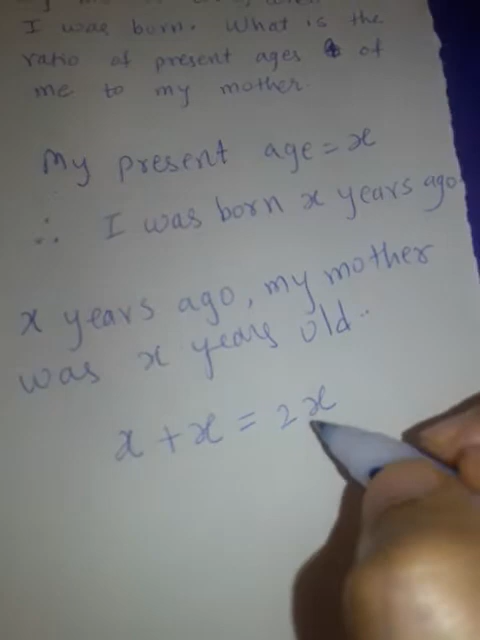 I was born. What is the
ratio of present ages of
me to my mother.
My present age = x
∴ I was born x years ago
x years ago, my mother
was x years old.
x + x = 2x